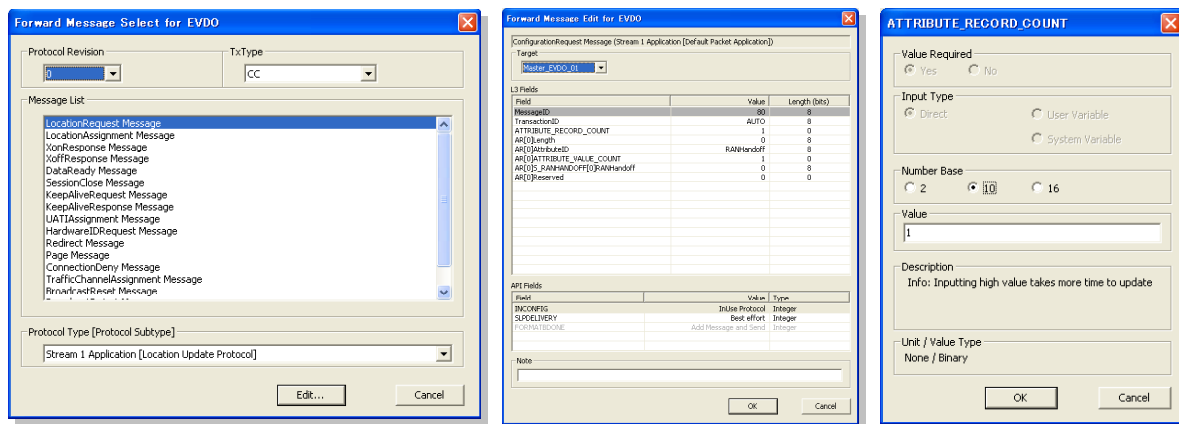 Forward Message Select for EVDO
Protocol Revision
0
TxType
CC
Message List
LocationRequest Message
LocationAssignment Message
XonResponse Message
XoffResponse Message
DataReady Message
SessionClose Message
KeepAliveRequest Message
KeepAliveResponse Message
UATIAssignment Message
HardwareIDRequest Message
Redirect Message
Page Message
ConnectionDeny Message
TrafficChannelAssignment Message
BroadcastReset Message
Protocol Type [Protocol Subtype]
Stream 1 Application [Location Update Protocol]
Edit... Cancel
Forward Message Edit for EVDO
ConfigurationRequest Message (Stream 1 Application [Default Packet Application])
Target
Master_EVDO_01
L3 Fields
Field Value Length (bits)
MessageID 80 8
TransactionID AUTO 8
ATTRIBUTE_RECORD_COUNT 1 0
AR[0]Length 0 8
AR[0]AttributeID RANHandoff 8
AR[0]ATTRIBUTE_VALUE_COUNT 1 0
AR[0]S_RANHANDOFF[0]RANHandoff 0 8
AR[0]Reserved 0 0
API Fields
Field Value Type
INCONFIG InUse Protocol Integer
SLPDELIVERY Best effort Integer
FORMATBDONE Add Message and Send Integer
Note
OK Cancel
ATTRIBUTE_RECORD_COUNT
Value Required
Yes No
Input Type
Direct User Variable
System Variable
Number Base
2 10 16
Value
1
Description
Info: Inputting high value takes more time to update
Unit / Value Type
None / Binary
OK Cancel